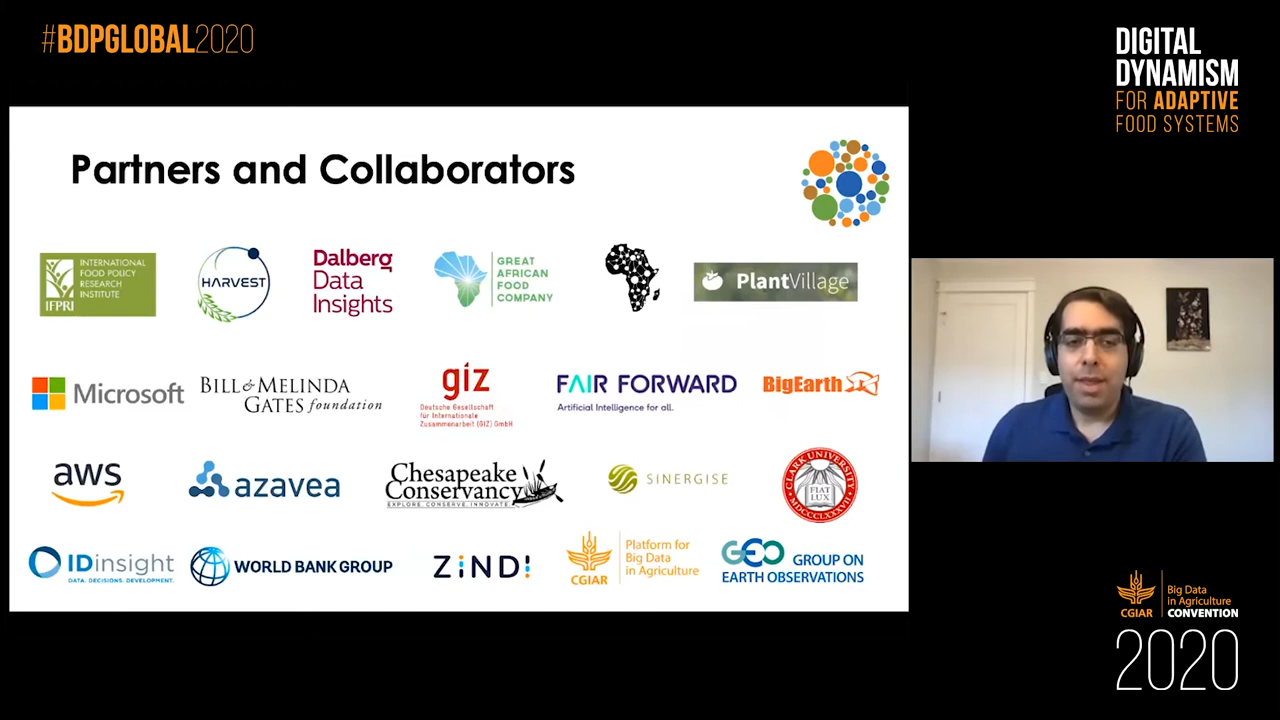 #BDPGLOBAL2020
DIGITAL
DYNAMISM
FOR ADAPTIVE
FOOD SYSTEMS
Partners and Collaborators
INTERNATIONAL
FOOD POLICY
RESEARCH
INSTITUTE
IFPRI
HARVEST
Dalberg
Data
Insights
GREAT
AFRICAN
FOOD
COMPANY
PlantVillage
Microsoft
BILL & MELINDA
GATES foundation
giz
Deutsche Gesellschaft
für Internationale
Zusammenarbeit (GIZ) GmbH
FAIR FORWARD
Artificial Intelligence for all.
BigEarth
aws
azavea
Chesapeake
Conservancy
EXPLORE. CONSERVE. INNOVATE.
SINERGISE
CLARK UNIVERSITY
FIAT
LUX
MDCCCLXXXVII
IDinsight
DATA. DECISIONS. DEVELOPMENT.
WORLD BANK GROUP
ZiNDi
CGIAR
Platform for
Big Data
in Agriculture
GEO GROUP ON
EARTH OBSERVATIONS
CGIAR
Big Data
in Agriculture
CONVENTION
2020